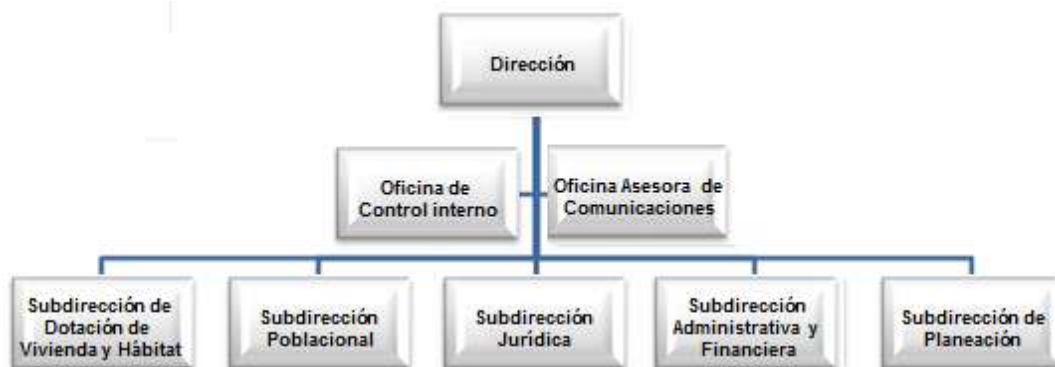 Dirección
Oficina de
Control interno
Oficina Asesora de
Comunicaciones
Subdirección de
Dotación de
Vivienda y Hábitat
Subdirección
Poblacional
Subdirección
Jurídica
Subdirección
Administrativa y
Financiera
Subdirección de
Planeación